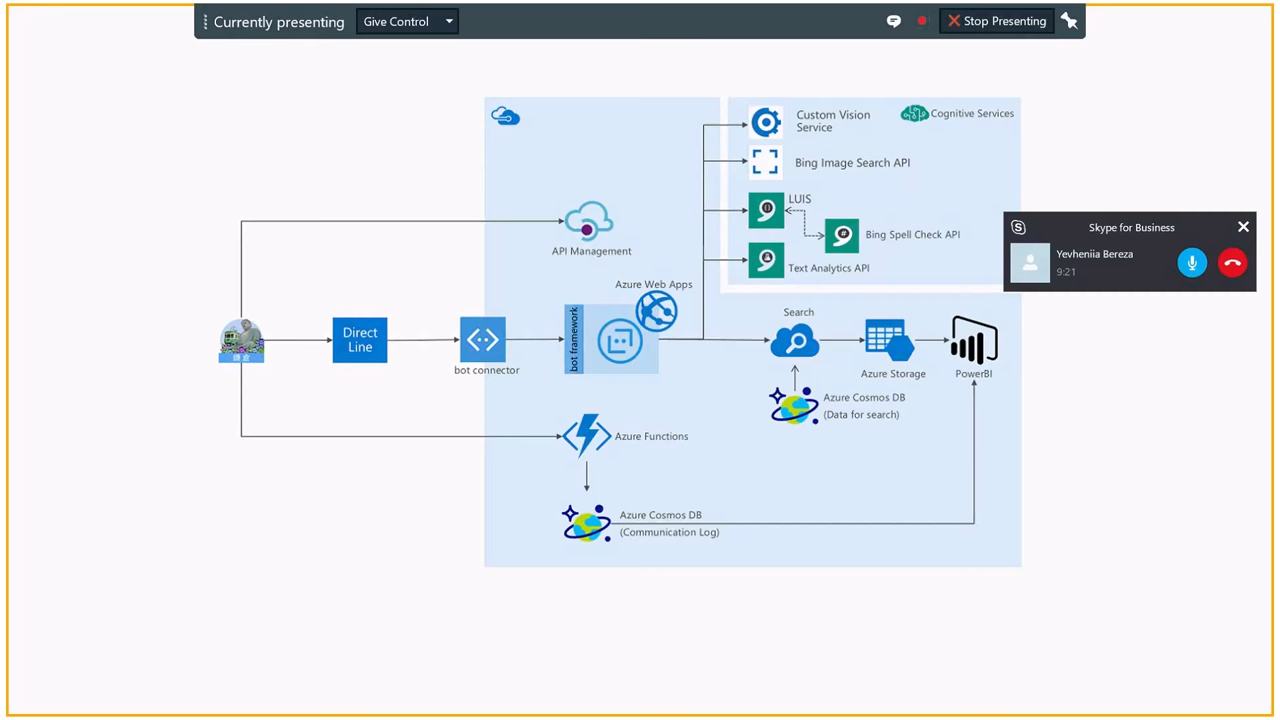 Currently presenting
Give Control
Stop Presenting
Custom Vision
Service
Cognitive Services
Bing Image Search API
LUIS
Bing Spell Check API
Text Analytics API
API Management
Skype for Business
Yevheniia Bereza
9:21
Azure Web Apps
鎌倉
Direct
Line
bot connector
bot framework
Search
Azure Storage
PowerBI
Azure Cosmos DB
(Data for search)
Azure Functions
Azure Cosmos DB
(Communication Log)